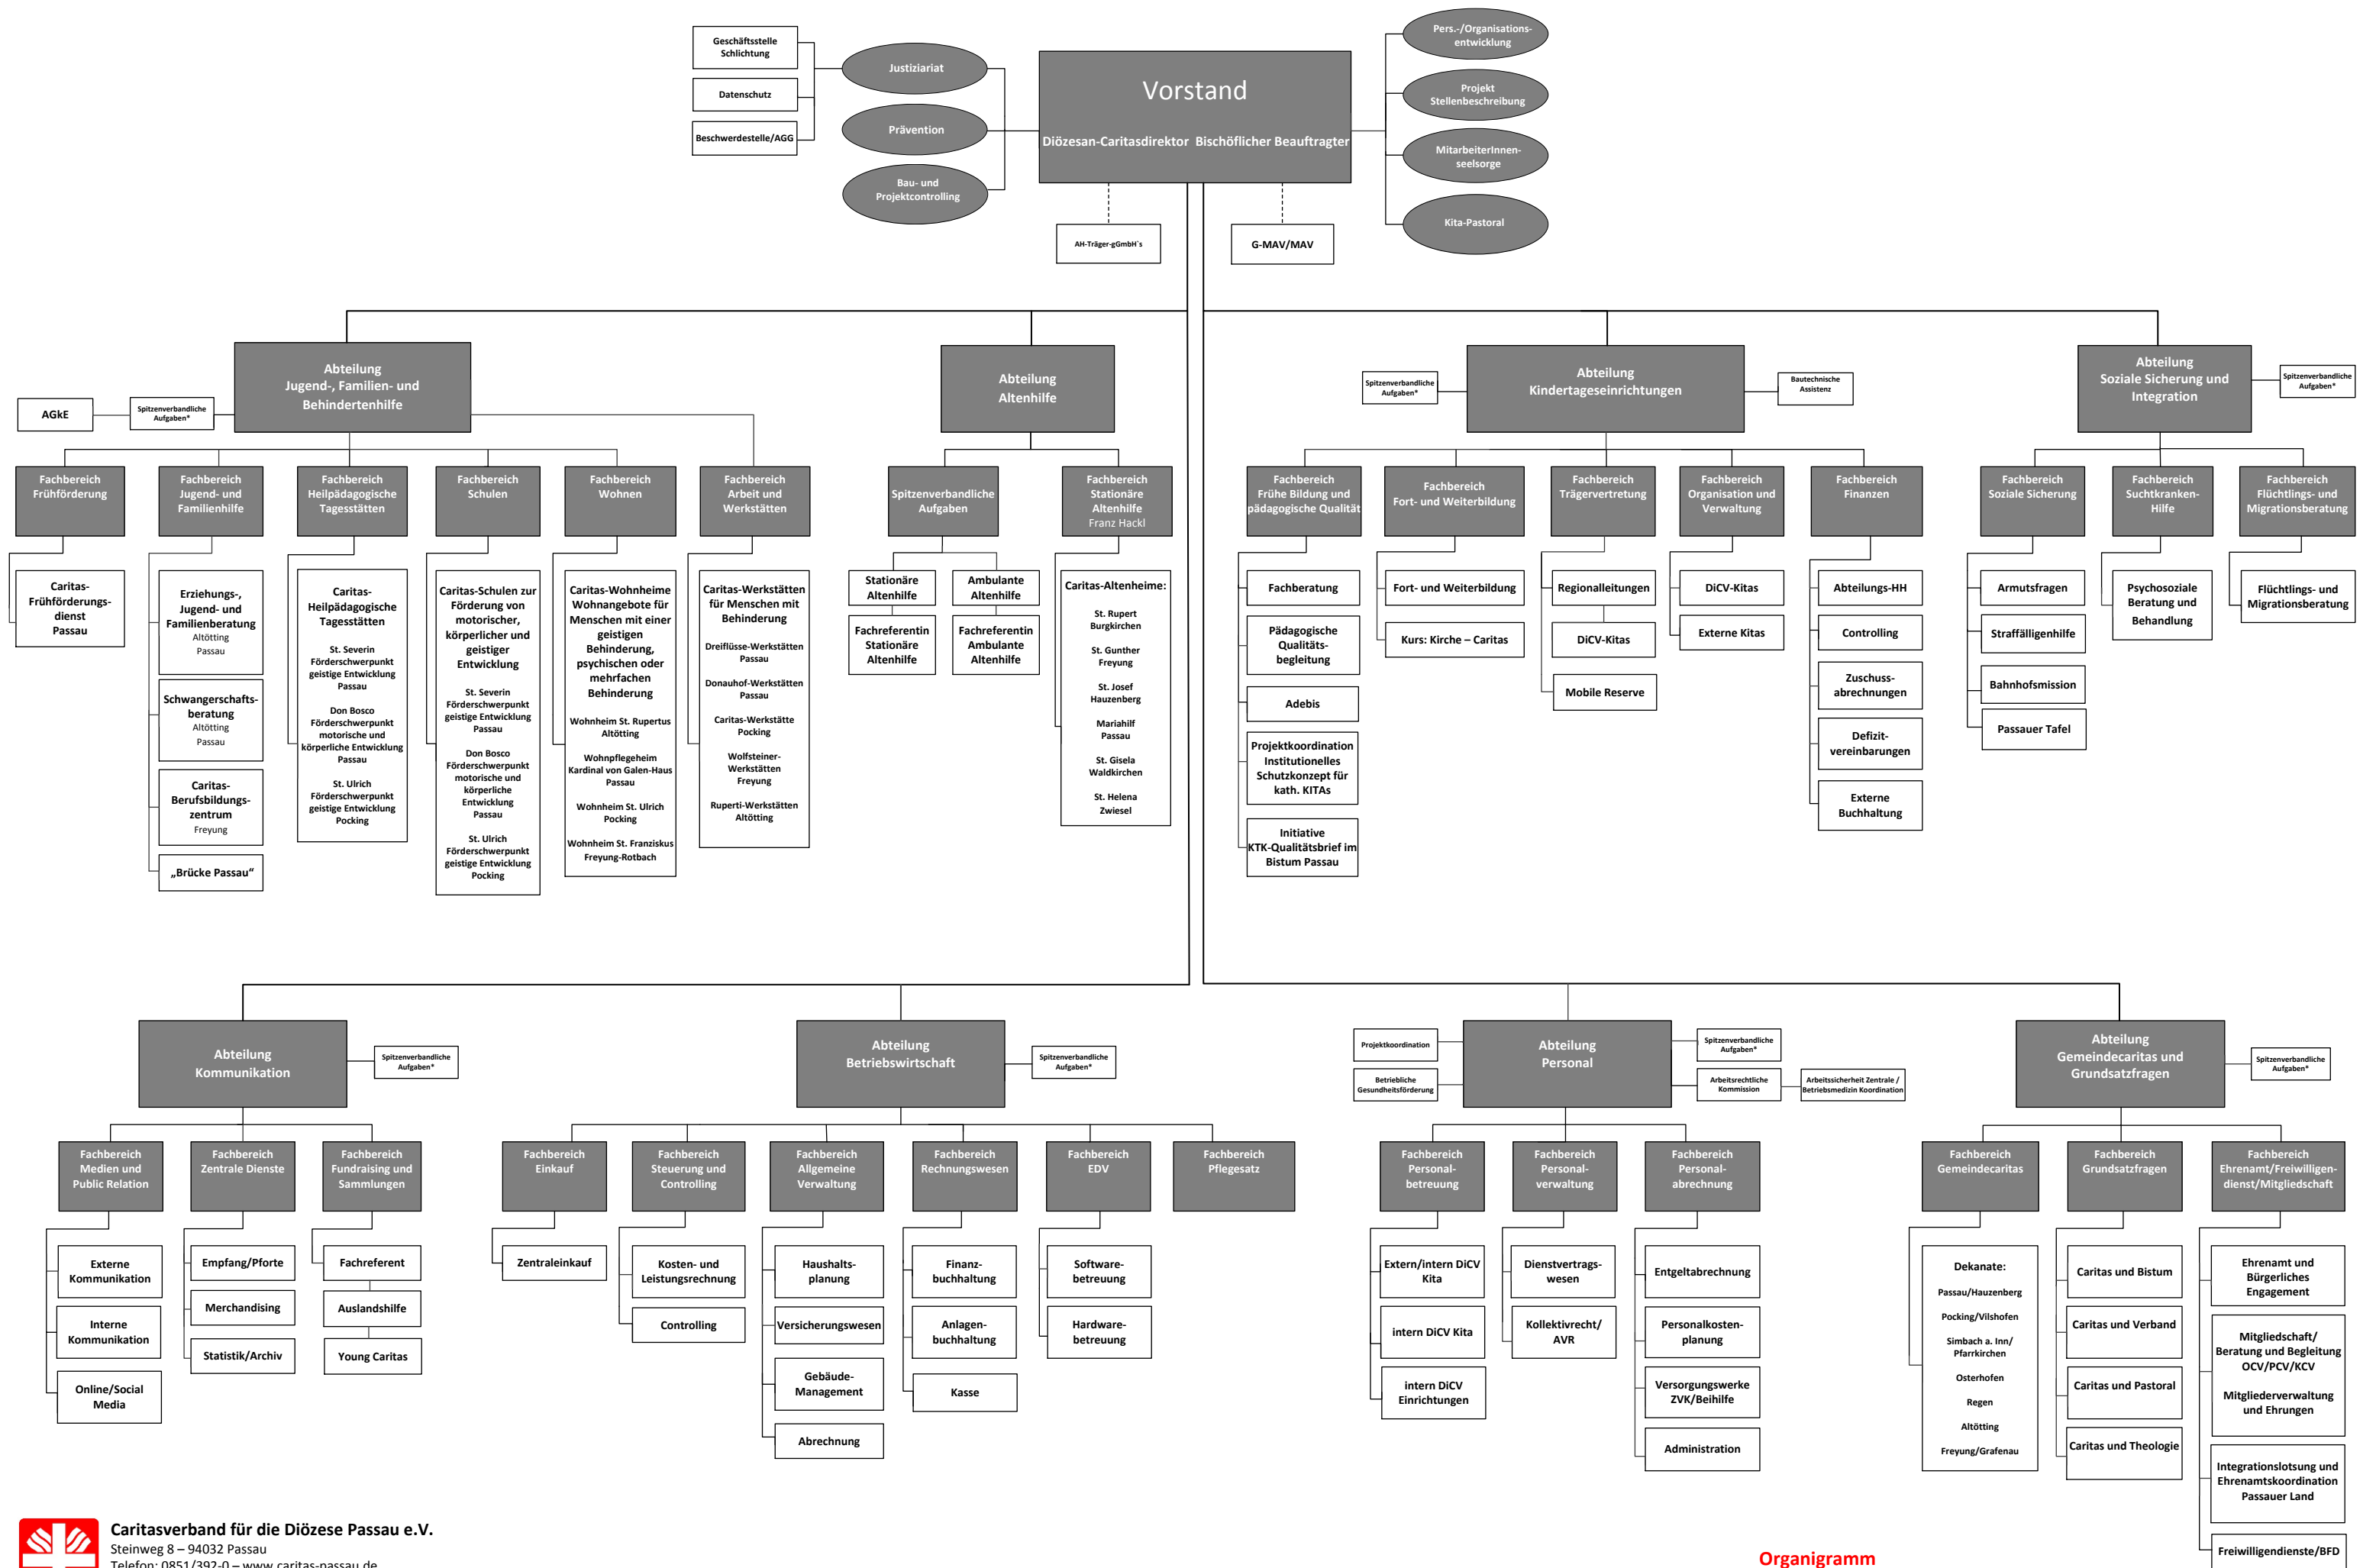 Geschäftsstelle
Schlichtung
Datenschutz
Beschwerdestelle/AGG
Justiziariat
Prävention
Bau- und
Projektcontrolling
Vorstand
Diözesan-Caritasdirektor  Bischöflicher Beauftragter
Pers.-/Organisations-
entwicklung
Projekt
Stellenbeschreibung
MitarbeiterInnen-
seelsorge
Kita-Pastoral
AH-Träger-gGmbH`s
G-MAV/MAV
Abteilung
Jugend-, Familien- und
Behindertenhilfe
AGkE
Spitzenverbandliche
Aufgaben*
Fachbereich
Frühförderung
Caritas-
Frühförderungs-
dienst
Passau
Fachbereich
Jugend- und
Familienhilfe
Erziehungs-,
Jugend- und
Familienberatung
Altötting
Passau
Schwangerschafts-
beratung
Altötting
Passau
Caritas-
Berufsbildungs-
zentrum
Freyung
„Brücke Passau“
Fachbereich
Heilpädagogische
Tagesstätten
Caritas-
Heilpädagogische
Tagesstätten
St. Severin
Förderschwerpunkt
geistige Entwicklung
Passau
Don Bosco
Förderschwerpunkt
motorische und
körperliche Entwicklung
Passau
St. Ulrich
Förderschwerpunkt
geistige Entwicklung
Pocking
Fachbereich
Schulen
Caritas-Schulen zur
Förderung von
motorischer,
körperlicher und
geistiger
Entwicklung
St. Severin
Förderschwerpunkt
geistige Entwicklung
Passau
Don Bosco
Förderschwerpunkt
motorische und
körperliche
Entwicklung
Passau
St. Ulrich
Förderschwerpunkt
geistige Entwicklung
Pocking
Fachbereich
Wohnen
Caritas-Wohnheime
Wohnangebote für
Menschen mit einer
geistigen
Behinderung,
psychischen oder
mehrfachen
Behinderung
Wohnheim St. Rupertus
Altötting
Wohnpflegeheim
Kardinal von Galen-Haus
Passau
Wohnheim St. Ulrich
Pocking
Wohnheim St. Franziskus
Freyung-Rotbach
Fachbereich
Arbeit und
Werkstätten
Caritas-Werkstätten
für Menschen mit
Behinderung
Dreiflüsse-Werkstätten
Passau
Donauhof-Werkstätten
Passau
Caritas-Werkstätte
Pocking
Wolfsteiner-
Werkstätten
Freyung
Ruperti-Werkstätten
Altötting
Abteilung
Altenhilfe
Spitzenverbandliche
Aufgaben
Stationäre
Altenhilfe
Fachreferentin
Stationäre
Altenhilfe
Ambulante
Altenhilfe
Fachreferentin
Ambulante
Altenhilfe
Fachbereich
Stationäre
Altenhilfe
Franz Hackl
Caritas-Altenheime:
St. Rupert
Burgkirchen
St. Gunther
Freyung
St. Josef
Hauzenberg
Mariahilf
Passau
St. Gisela
Waldkirchen
St. Helena
Zwiesel
Abteilung
Kindertageseinrichtungen
Spitzenverbandliche
Aufgaben*
Bautechnische
Assistenz
Fachbereich
Frühe Bildung und
pädagogische Qualität
Fachberatung
Pädagogische
Qualitäts-
begleitung
Adebis
Projektkoordination
Institutionelles
Schutzkonzept für
kath. KITAs
Initiative
KTK-Qualitätsbrief im
Bistum Passau
Fachbereich
Fort- und Weiterbildung
Fort- und Weiterbildung
Kurs: Kirche – Caritas
Fachbereich
Trägervertretung
Regionalleitungen
DiCV-Kitas
Mobile Reserve
Fachbereich
Organisation und
Verwaltung
DiCV-Kitas
Externe Kitas
Fachbereich
Finanzen
Abteilungs-HH
Controlling
Zuschuss-
abrechnungen
Defizit-
vereinbarungen
Externe
Buchhaltung
Abteilung
Soziale Sicherung und
Integration
Spitzenverbandliche
Aufgaben*
Fachbereich
Soziale Sicherung
Armutsfragen
Straffälligenhilfe
Bahnhofsmission
Passauer Tafel
Fachbereich
Suchtkranken-
Hilfe
Psychosoziale
Beratung und
Behandlung
Fachbereich
Flüchtlings- und
Migrationsberatung
Flüchtlings- und
Migrationsberatung
Abteilung
Kommunikation
Spitzenverbandliche
Aufgaben*
Fachbereich
Medien und
Public Relation
Externe
Kommunikation
Interne
Kommunikation
Online/Social
Media
Fachbereich
Zentrale Dienste
Empfang/Pforte
Merchandising
Statistik/Archiv
Fachbereich
Fundraising und
Sammlungen
Fachreferent
Auslandshilfe
Young Caritas
Abteilung
Betriebswirtschaft
Spitzenverbandliche
Aufgaben*
Fachbereich
Einkauf
Zentraleinkauf
Fachbereich
Steuerung und
Controlling
Kosten- und
Leistungsrechnung
Controlling
Fachbereich
Allgemeine
Verwaltung
Haushalts-
planung
Versicherungswesen
Gebäude-
Management
Abrechnung
Fachbereich
Rechnungswesen
Finanz-
buchhaltung
Anlagen-
buchhaltung
Kasse
Fachbereich
EDV
Software-
betreuung
Hardware-
betreuung
Fachbereich
Pflegesatz
Abteilung
Personal
Projektkoordination
Betriebliche
Gesundheitsförderung
Spitzenverbandliche
Aufgaben*
Arbeitsrechtliche
Kommission
Arbeitssicherheit Zentrale /
Betriebsmedizin Koordination
Fachbereich
Personal-
betreuung
Extern/intern DiCV
Kita
intern DiCV Kita
intern DiCV
Einrichtungen
Fachbereich
Personal-
verwaltung
Dienstvertrags-
wesen
Kollektivrecht/
AVR
Fachbereich
Personal-
abrechnung
Entgeltabrechnung
Personalkosten-
planung
Versorgungswerke
ZVK/Beihilfe
Administration
Abteilung
Gemeindecaritas und
Grundsatzfragen
Spitzenverbandliche
Aufgaben*
Fachbereich
Gemeindecaritas
Dekanate:
Passau/Hauzenberg
Pocking/Vilshofen
Simbach a. Inn/
Pfarrkirchen
Osterhofen
Regen
Altötting
Freyung/Grafenau
Fachbereich
Grundsatzfragen
Caritas und Bistum
Caritas und Verband
Caritas und Pastoral
Caritas und Theologie
Fachbereich
Ehrenamt/Freiwilligen-
dienst/Mitgliedschaft
Ehrenamt und
Bürgerliches
Engagement
Mitgliedschaft/
Beratung und Begleitung
OCV/PCV/KCV
Mitgliederverwaltung
und Ehrungen
Integrationslotsung und
Ehrenamtskoordination
Passauer Land
Freiwilligendienste/BFD
Caritasverband für die Diözese Passau e.V.
Steinweg 8 – 94032 Passau
Telefon: 0851/392-0 – www.caritas-passau.de
Organigramm